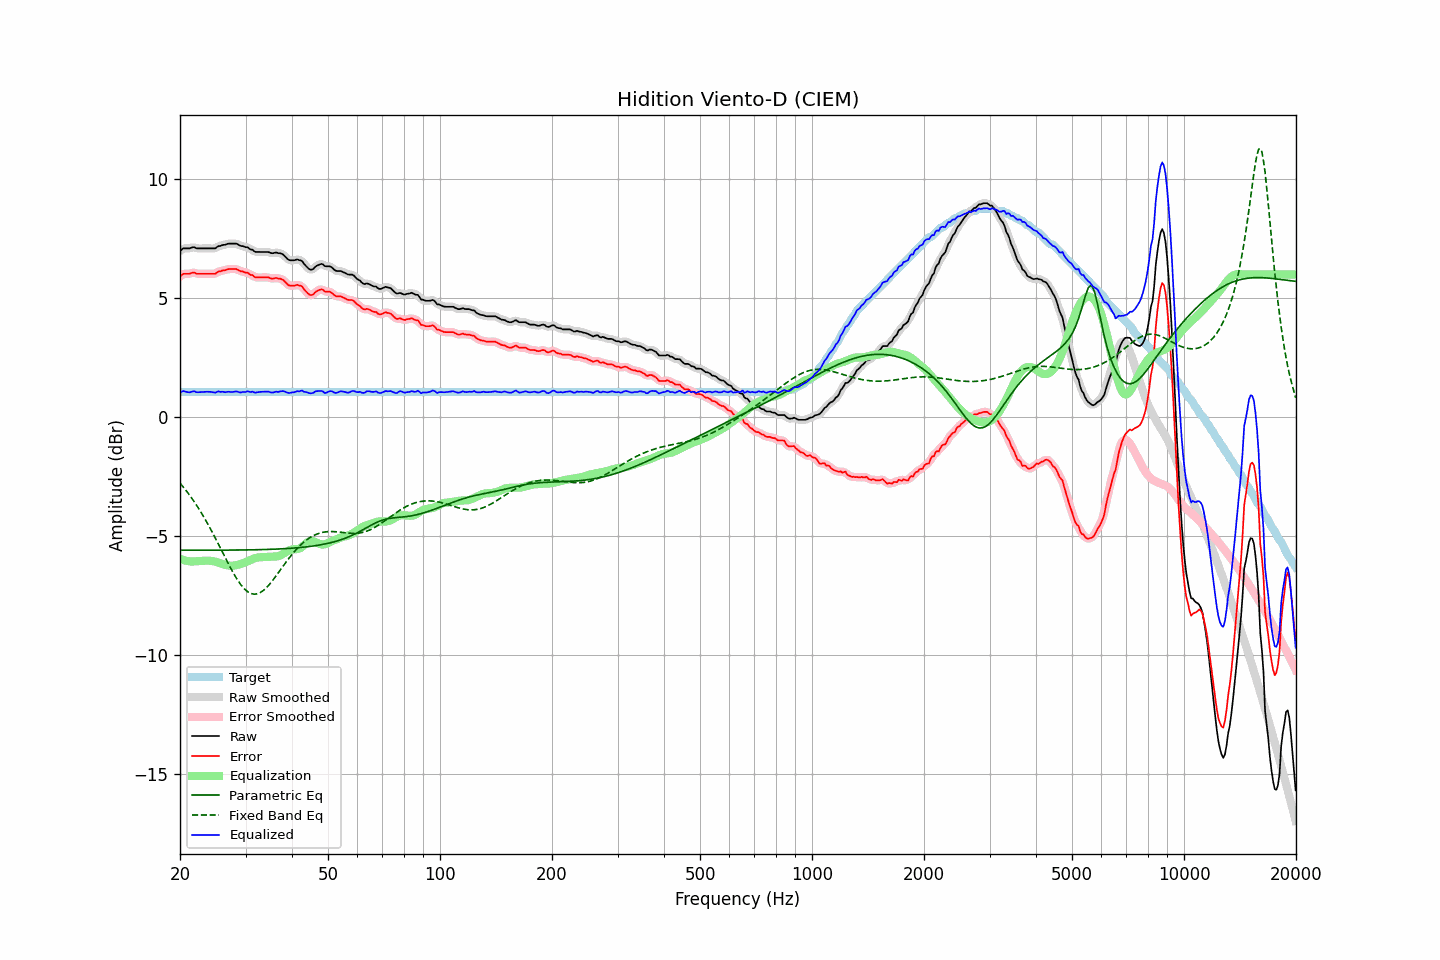 Hidition Viento-D (CIEM)
Amplitude (dBr)
10
5
0
−5
−10
−15
Target
Raw Smoothed
Error Smoothed
Raw
Error
Equalization
Parametric Eq
Fixed Band Eq
Equalized
20
50
100
200
500
1000
2000
5000
10000
20000
Frequency (Hz)